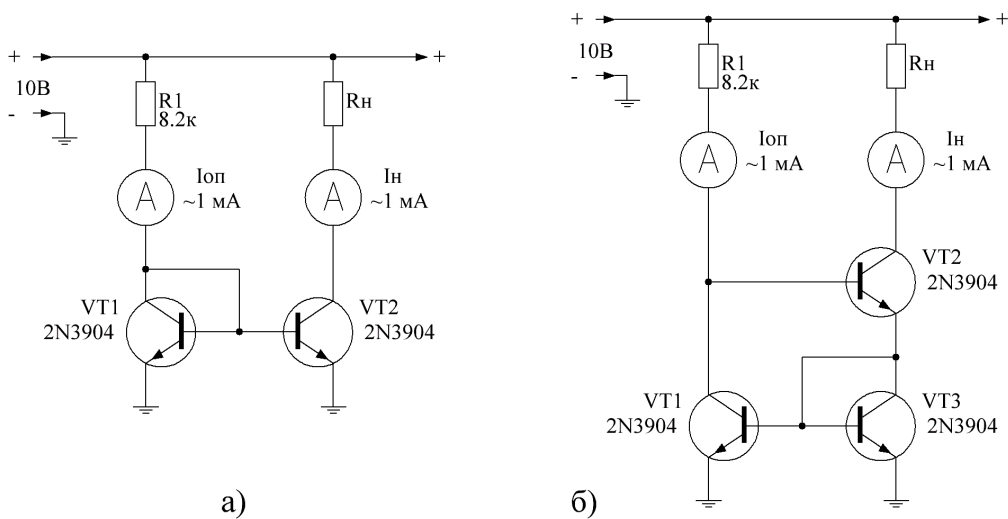 + +
10В
-
R1
8.2к
Rн
Iоп
~1 мА
Iн
~1 мА
A
A
VT1
2N3904
VT2
2N3904
а)
+ +
10В
-
R1
8.2к
Rн
Iоп
~1 мА
Iн
~1 мА
A
A
VT2
2N3904
VT1
2N3904
VT3
2N3904
б)